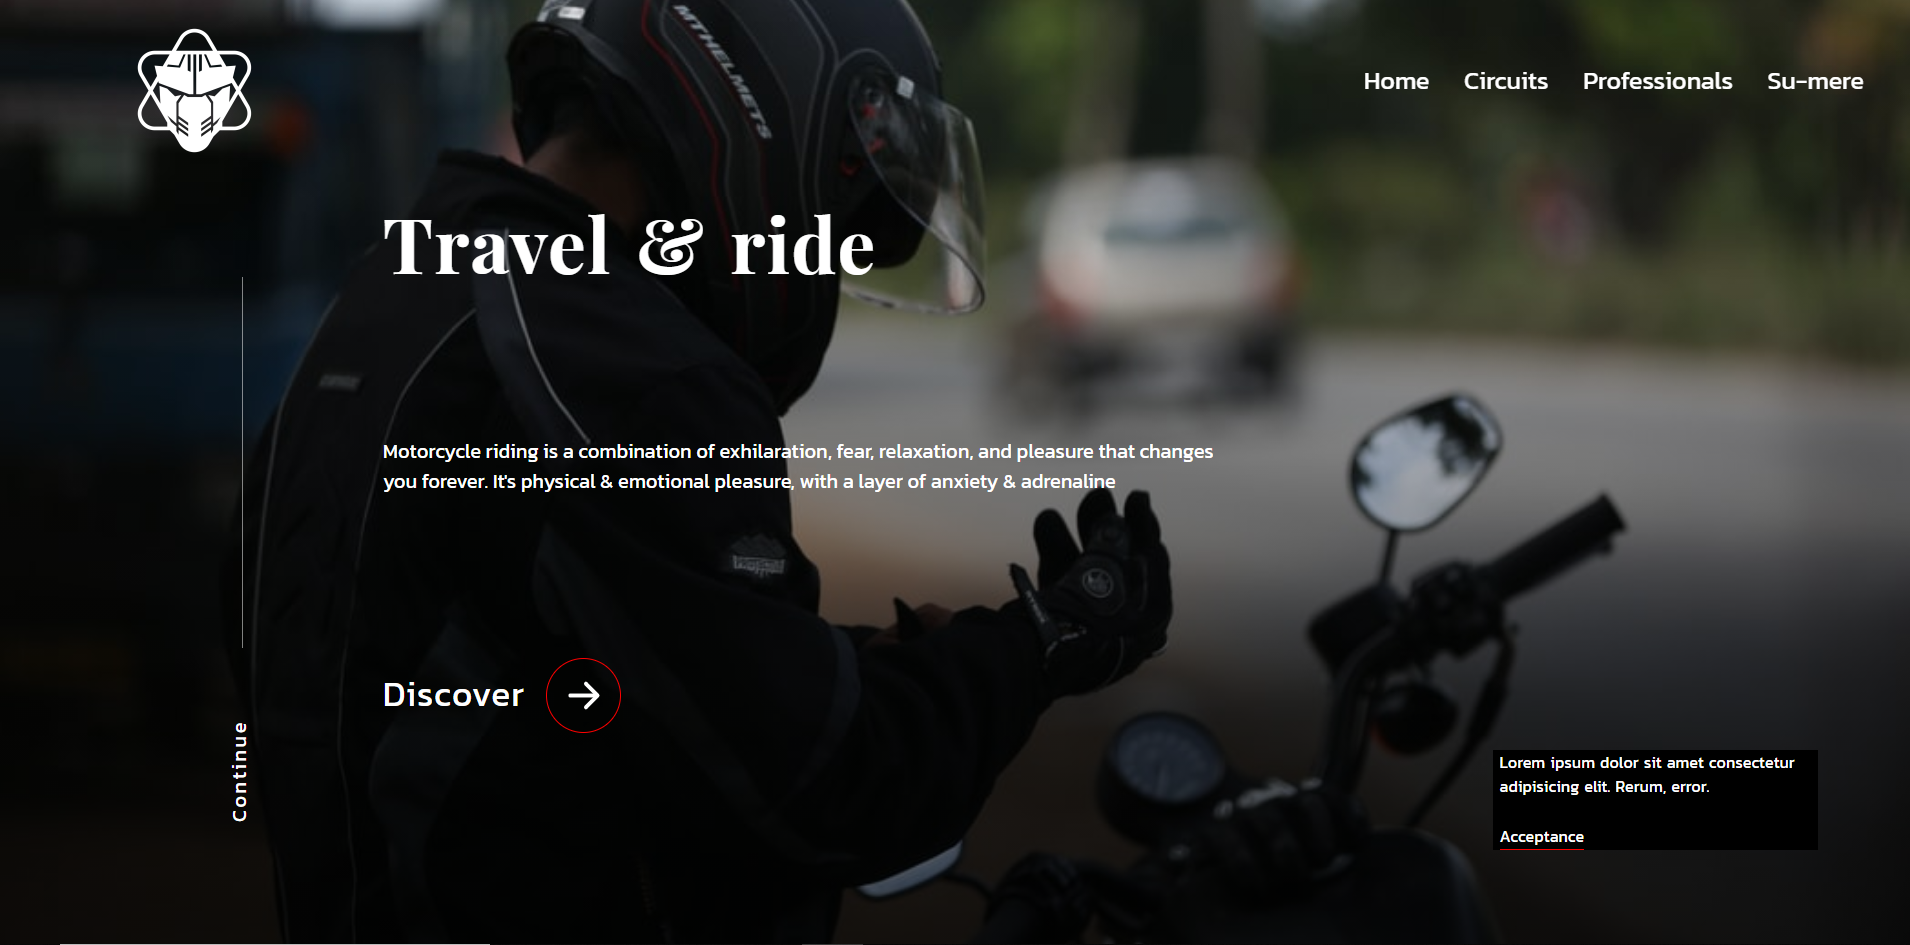 MTHELMETS
Home
Circuits
Professionals
Su-mere
Travel & ride
Motorcycle riding is a combination of exhilaration, fear, relaxation, and pleasure that changes
you forever. It's physical & emotional pleasure, with a layer of anxiety & adrenaline
Discover
Continue
Lorem ipsum dolor sit amet consectetur
adipisicing elit. Rerum, error.
Acceptance